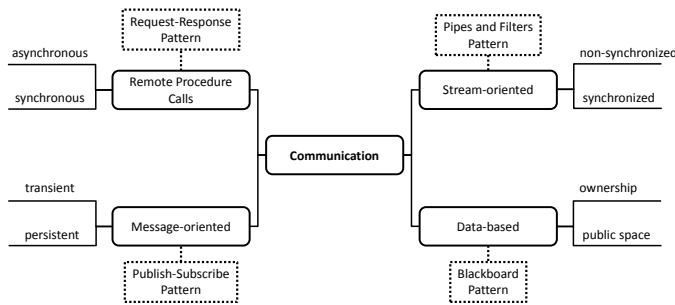 Request-Response
Pattern
asynchronous
synchronous
Remote Procedure
Calls
Pipes and Filters
Pattern
non-synchronized
synchronized
Stream-oriented
Communication
transient
persistent
Message-oriented
Publish-Subscribe
Pattern
ownership
public space
Data-based
Blackboard
Pattern